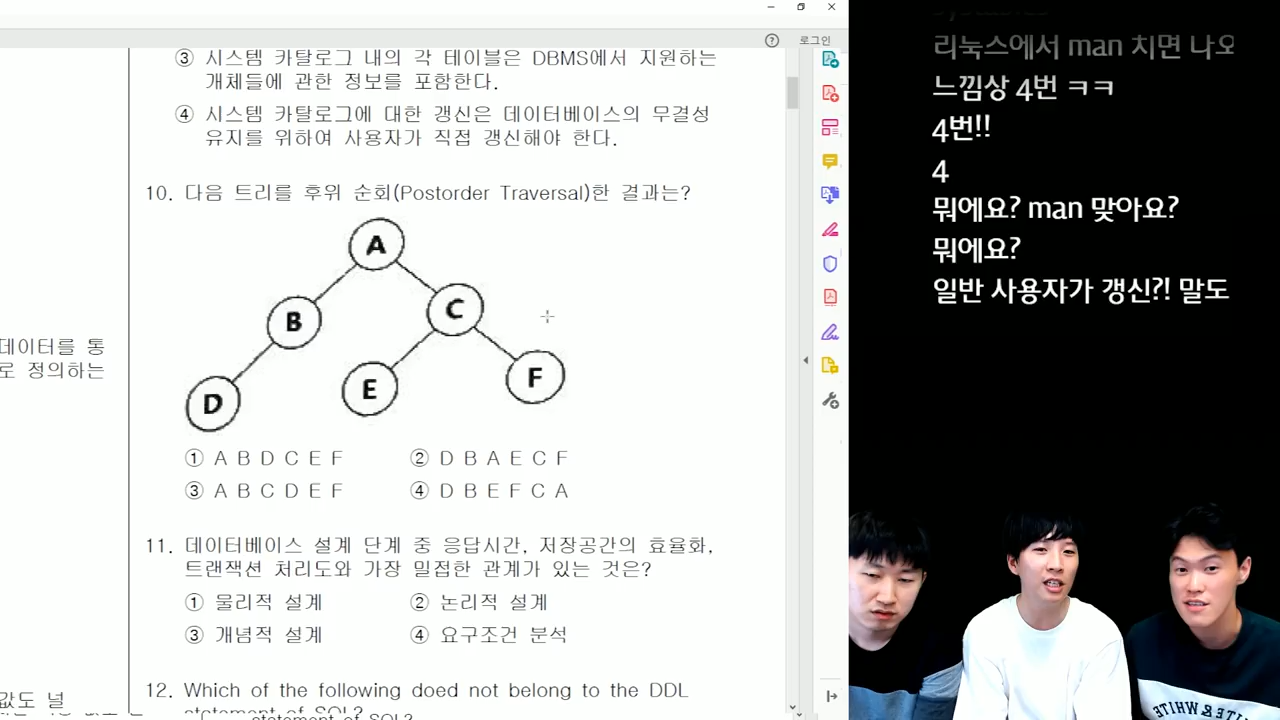 로그인
③ 시스템 카탈로그 내의 각 테이블은 DBMS에서 지원하는
개체들에 관한 정보를 포함한다.
④ 시스템 카탈로그에 대한 갱신은 데이터베이스의 무결성
유지를 위하여 사용자가 직접 갱신해야 한다.
10. 다음 트리를 후위 순회(Postorder Traversal)한 결과는?
A
B
C
D
E
F
① A B D C E F
② D B A E C F
③ A B C D E F
④ D B E F C A
11. 데이터베이스 설계 단계 중 응답시간, 저장공간의 효율화,
트랜잭션 처리도와 가장 밀접한 관계가 있는 것은?
① 물리적 설계
② 논리적 설계
③ 개념적 설계
④ 요구조건 분석
12. Which of the following doed not belong to the DDL
statement of SQL?
데이터를 통
로 정의하는
값도 널
리눅스에서 man 치면 나오
느낌상 4번 ㅋㅋ
4번!!
4
뭐에요? man 맞아요?
뭐에요?
일반 사용자가 갱신?! 말도